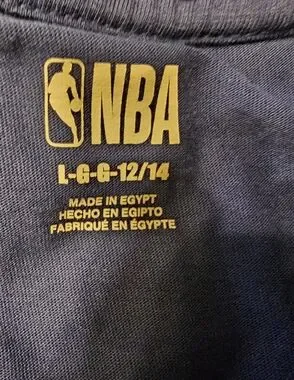 NBA
L-G-G-12/14
MADE IN EGYPT
HECHO EN EGIPTO
FABRIQUÉ EN ÉGYPTE